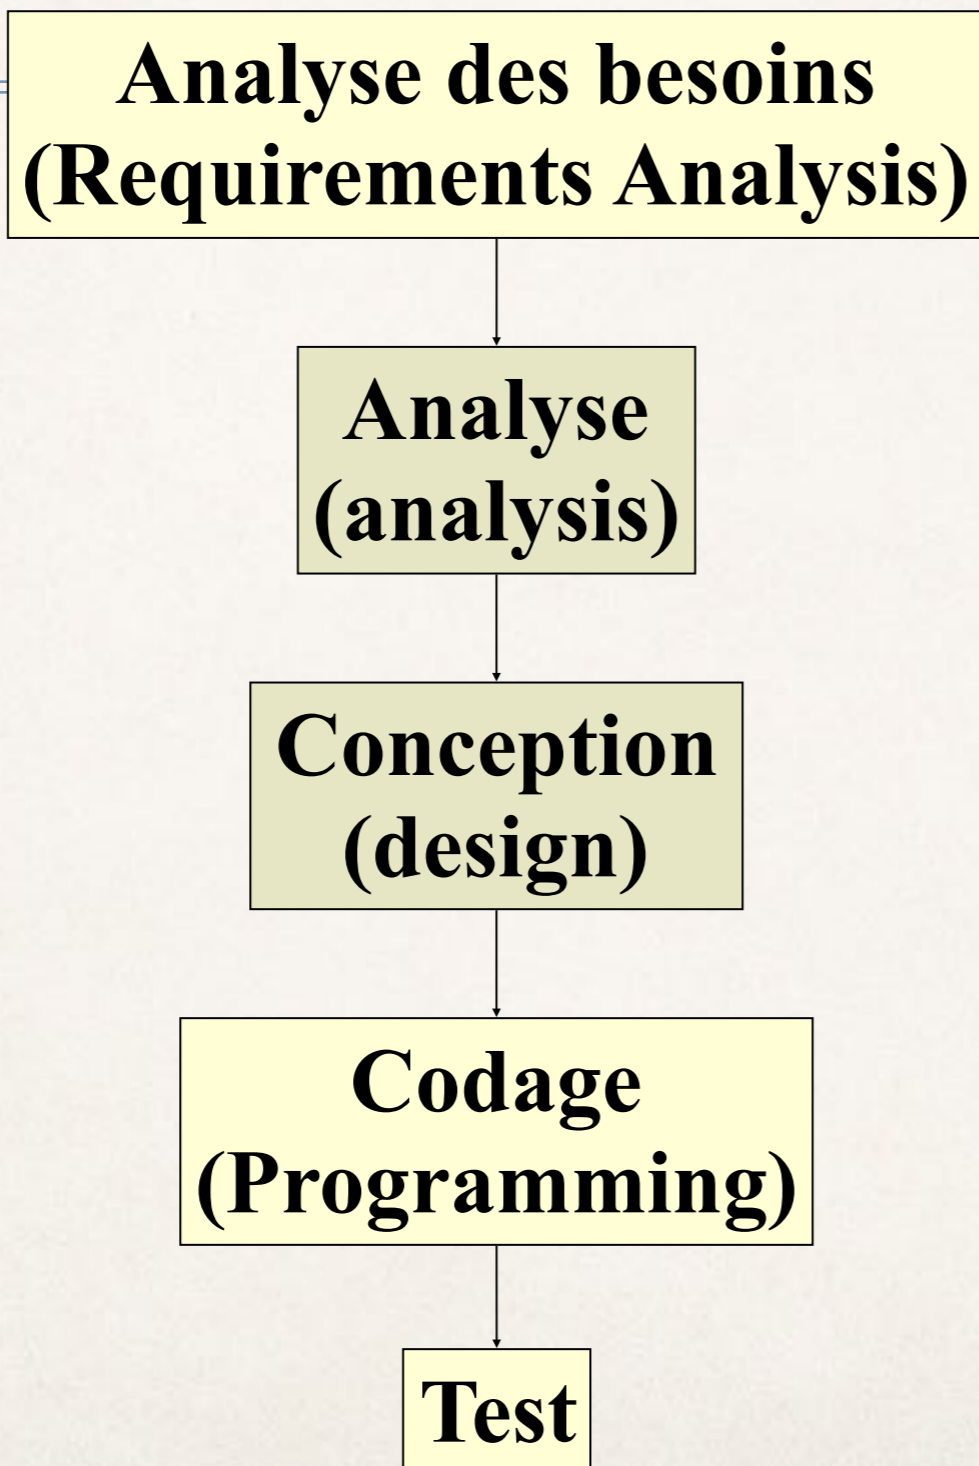 Analyse des besoins
(Requirements Analysis)
Analyse
(analysis)
Conception
(design)
Codage
(Programming)
Test